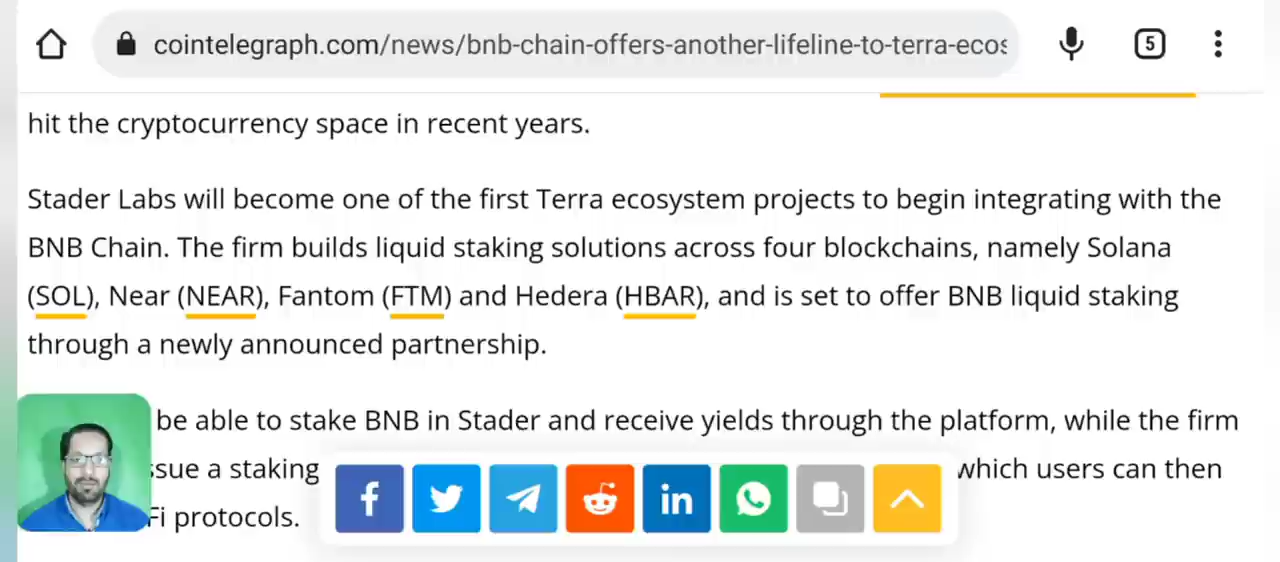 cointelegraph.com/news/bnb-chain-offers-another-lifeline-to-terra-ecos
5
hit the cryptocurrency space in recent years.
Stader Labs will become one of the first Terra ecosystem projects to begin integrating with the
BNB Chain. The firm builds liquid staking solutions across four blockchains, namely Solana
(SOL), Near (NEAR), Fantom (FTM) and Hedera (HBAR), and is set to offer BNB liquid staking
through a newly announced partnership.
be able to stake BNB in Stader and receive yields through the platform, while the firm
ssue a staking which users can then
Fi protocols.